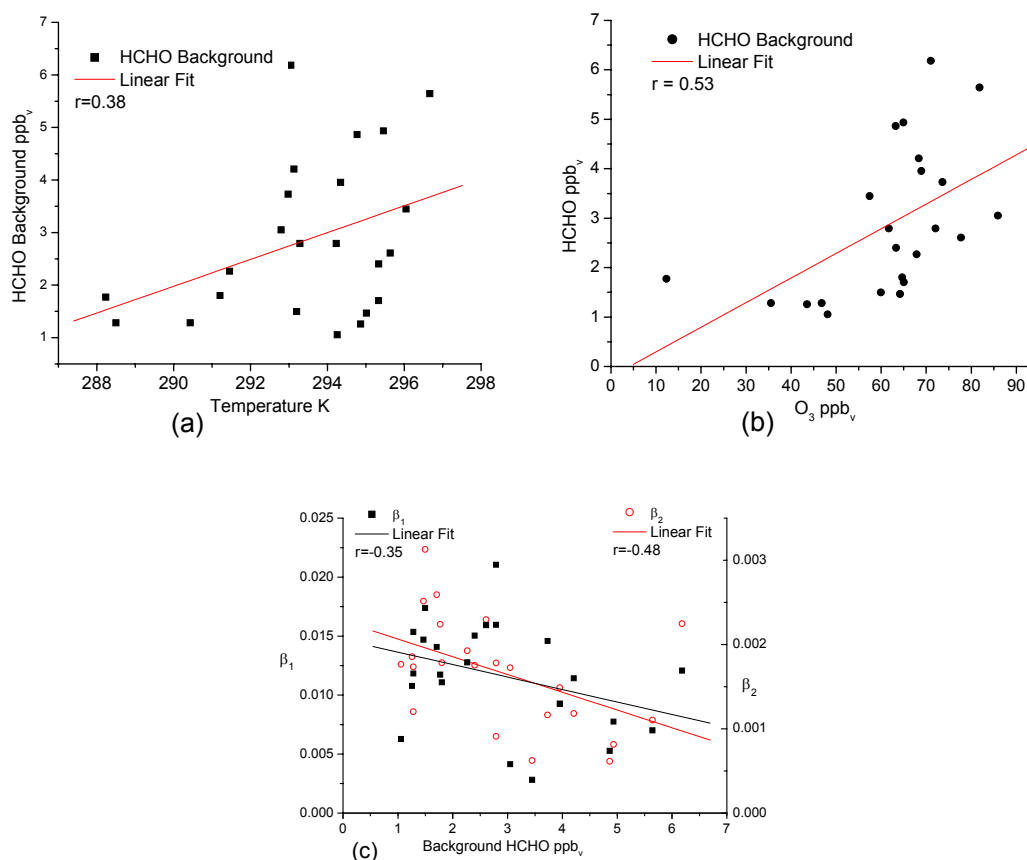 HCHO Background
Linear Fit
r=0.38
HCHO Background ppbv
7
6
5
4
3
2
1
288 290 292 294 296 298
Temperature K
(a)
HCHO Background
Linear Fit
r = 0.53
HCHO ppbv
7
6
5
4
3
2
1
0
0 10 20 30 40 50 60 70 80 90
O3 ppbv
(b)
β1
Linear Fit
r=-0.35
β2
Linear Fit
r=-0.48
β1
0.025
0.020
0.015
0.010
0.005
0.000
0.003
0.002
0.001
0.000
β2
0 1 2 3 4 5 6 7
Background HCHO ppbv
(c)